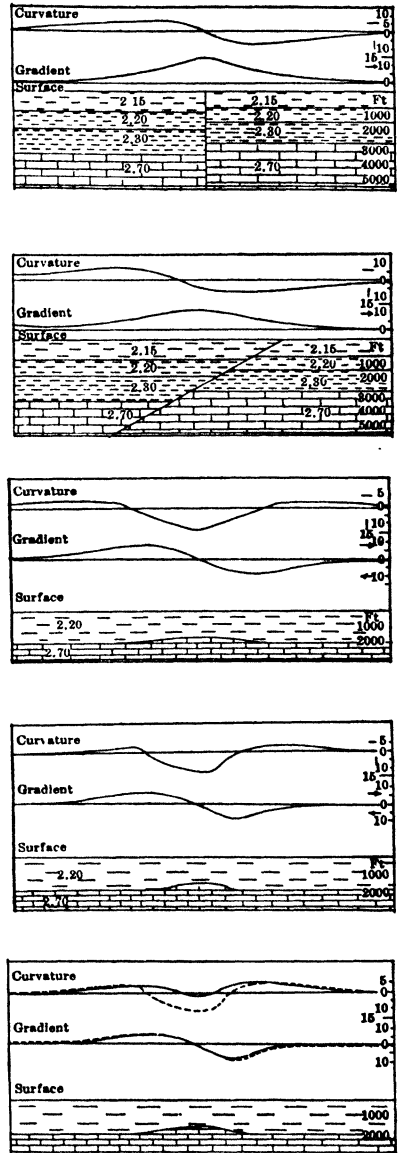 Curvature 10
— 5
0
10
15
Gradient 10
0
Surface
2.15 2.15 Ft
2.20 2.20 1000
2.30 2.30 2000
3000
2.70 2.70 4000
5000
Curvature 10
0
10
15
Gradient 10
0
Surface
2.15 2.15 Ft
2.20 2.20 1000
2.30 2.30 2000
3000
2.70 2.70 4000
5000
Curvature — 5
0
10
15
Gradient 10
0
10
Surface
Ft
2.20 1000
2000
2.70
Curvature — 5
0
10
15
Gradient
0
10
Surface
Ft
2.20 1000
2000
2.70
Curvature 5
0
10
15
Gradient 10
0
10
Surface
1000
2000